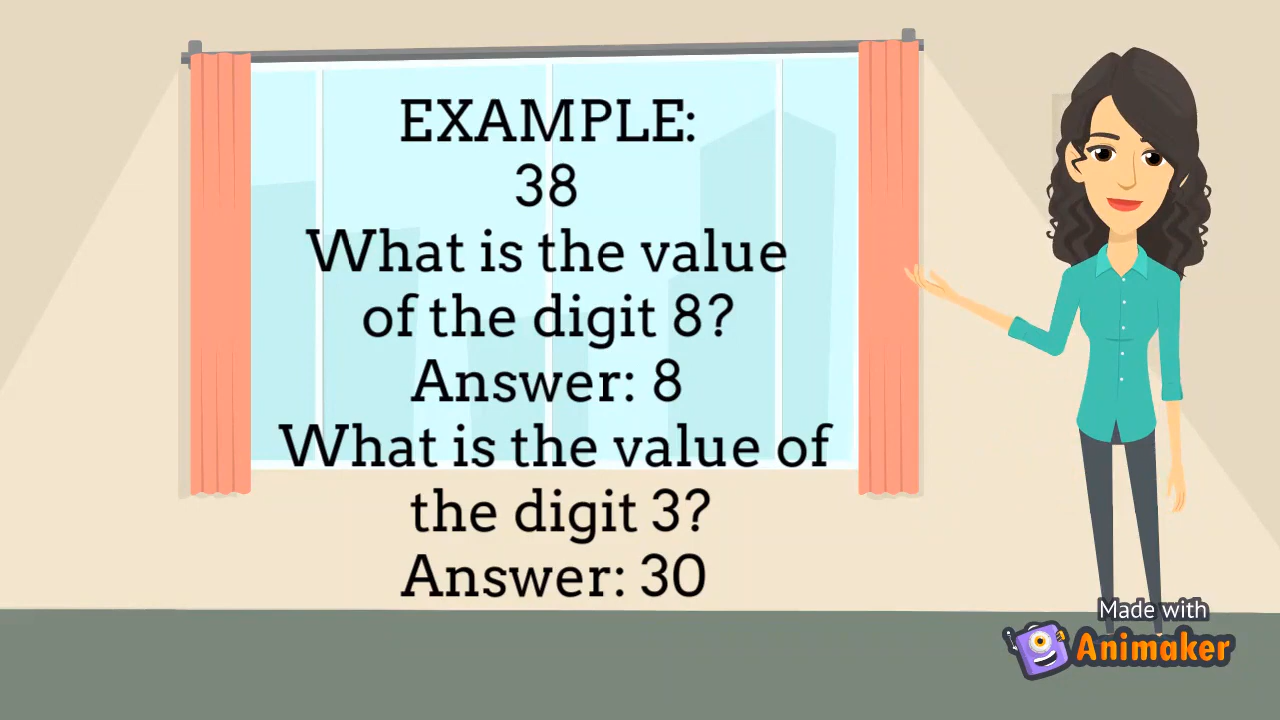 EXAMPLE:
38
What is the value
of the digit 8?
Answer: 8
What is the value of
the digit 3?
Answer: 30
Made with
Animaker